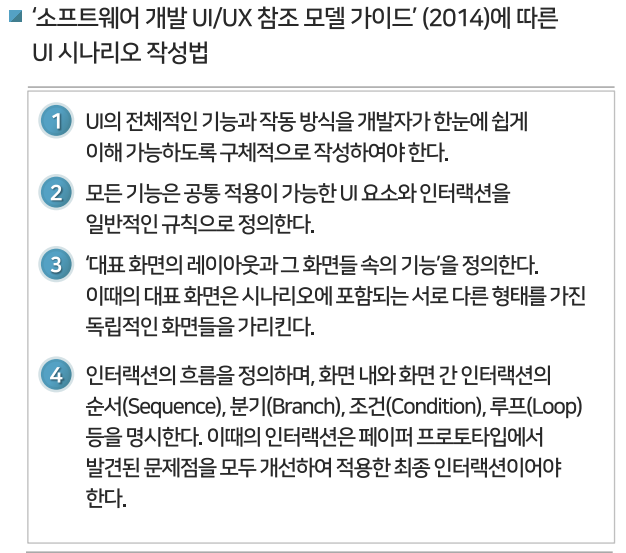 ‘소프트웨어 개발 UI/UX 참조 모델 가이드’ (2014)에 따른
UI 시나리오 작성법
1 UI의 전체적인 기능과 작동 방식을 개발자가 한눈에 쉽게
이해 가능하도록 구체적으로 작성하여야 한다.
2 모든 기능은 공통 적용이 가능한 UI 요소와 인터랙션을
일반적인 규칙으로 정의한다.
3 ‘대표 화면의 레이아웃과 그 화면들 속의 기능’을 정의한다.
이때의 대표 화면은 시나리오에 포함되는 서로 다른 형태를 가진
독립적인 화면들을 가리킨다.
4 인터랙션의 흐름을 정의하며, 화면 내와 화면 간 인터랙션의
순서(Sequence), 분기(Branch), 조건(Condition), 루프(Loop)
등을 명시한다. 이때의 인터랙션은 페이퍼 프로토타입에서
발견된 문제점을 모두 개선하여 적용한 최종 인터랙션이어야
한다.